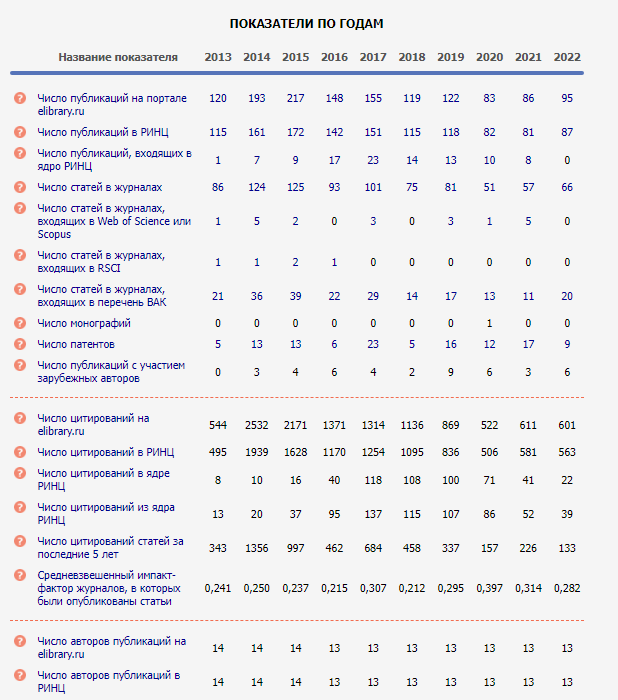 ПОКАЗАТЕЛИ ПО ГОДАМ
Название показателя 2013 2014 2015 2016 2017 2018 2019 2020 2021 2022
? Число публикаций на портале
elibrary.ru 120 193 217 148 155 119 122 83 86 95
? Число публикаций в РИНЦ 115 161 172 142 151 115 118 82 81 87
? Число публикаций, входящих в
ядро РИНЦ 1 7 9 17 23 14 13 10 8 0
? Число статей в журналах 86 124 125 93 101 75 81 51 57 66
? Число статей в журналах,
входящих в Web of Science или 1 5 2 0 3 0 3 1 5 0
Scopus
? Число статей в журналах,
входящих в RSCI 1 1 2 1 0 0 0 0 0 0
? Число статей в журналах,
входящих в перечень ВАК 21 36 39 22 29 14 17 13 11 20
? Число монографий 0 0 0 0 0 0 0 1 0 0
? Число патентов 5 13 13 6 23 5 16 12 17 9
? Число публикаций с участием
зарубежных авторов 0 3 4 6 4 2 9 6 3 6
? Число цитирований на
elibrary.ru 544 2532 2171 1371 1314 1136 869 522 611 601
? Число цитирований в РИНЦ 495 1939 1628 1170 1254 1095 836 506 581 563
? Число цитирований в ядре
РИНЦ 8 10 16 40 118 108 100 71 41 22
? Число цитирований из ядра
РИНЦ 13 20 37 95 137 115 107 86 52 39
? Число цитирований статей за
последние 5 лет 343 1356 997 462 684 458 337 157 226 133
? Средневзвешенный импакт-
фактор журналов, в которых 0,241 0,250 0,237 0,215 0,307 0,212 0,295 0,397 0,314 0,282
были опубликованы статьи
? Число авторов публикаций на
elibrary.ru 14 14 14 13 13 13 13 13 13 13
? Число авторов публикаций в
РИНЦ 14 14 14 13 13 13 13 13 13 13